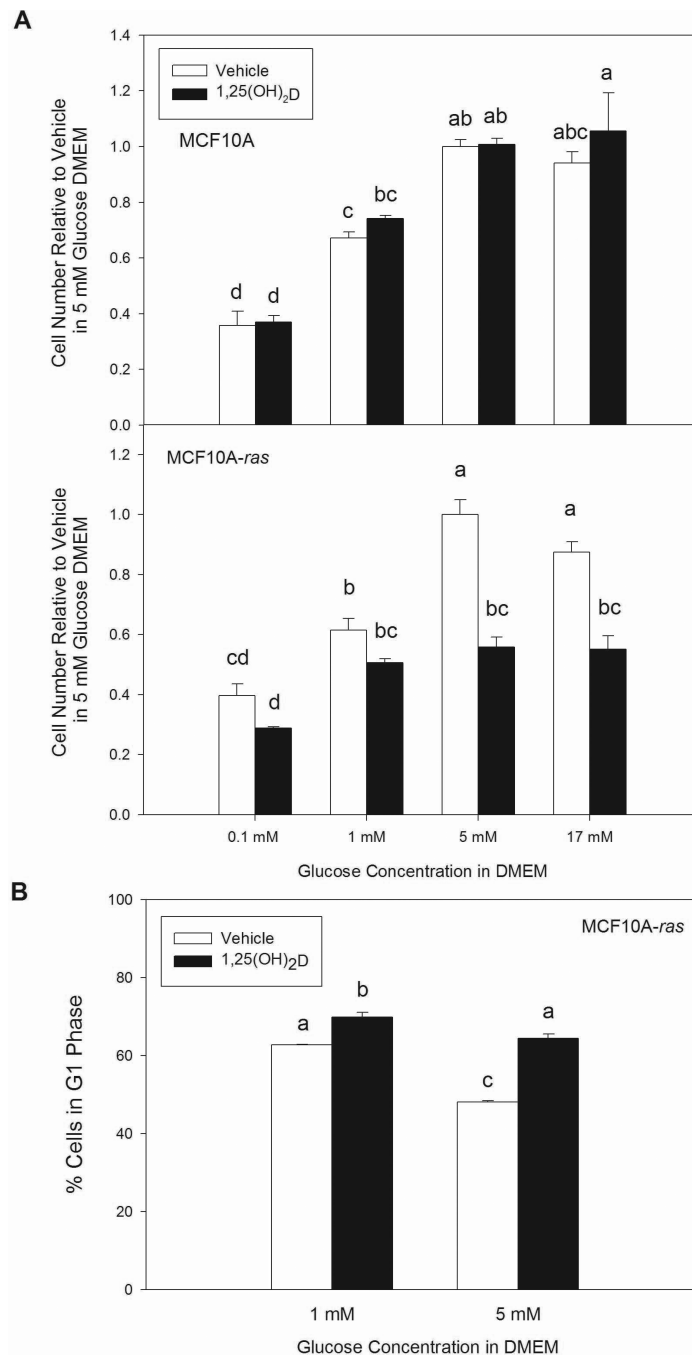 A
Cell Number Relative to Vehicle
in 5 mM Glucose DMEM
1.4
1.2
1.0
0.8
0.6
0.4
0.2
0.0
Vehicle
1,25(OH)₂D
MCF10A
d
d
c
bc
ab
ab
abc
a
Cell Number Relative to Vehicle
in 5 mM Glucose DMEM
1.2
1.0
0.8
0.6
0.4
0.2
0.0
MCF10A-ras
cd
d
b
bc
a
bc
a
bc
0.1 mM
1 mM
5 mM
17 mM
Glucose Concentration in DMEM
B
% Cells in G1 Phase
100
80
60
40
20
0
Vehicle
1,25(OH)2D
MCF10A-ras
a
b
c
a
1 mM
5 mM
Glucose Concentration in DMEM